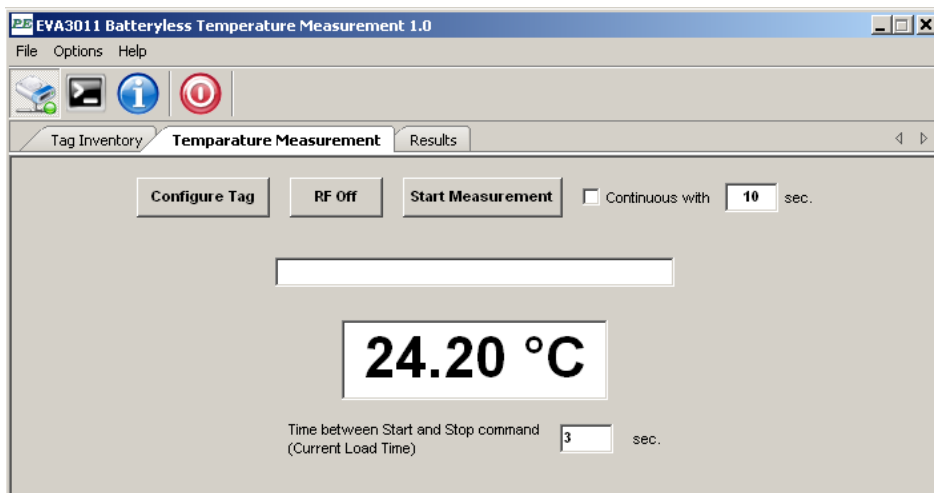 PE EVA3011 Batteryless Temperature Measurement 1.0
File Options Help
Tag Inventory Temparature Measurement Results
Configure Tag RF Off Start Measurement Continuous with 10 sec.
24.20 °C
Time between Start and Stop command
(Current Load Time)
3 sec.